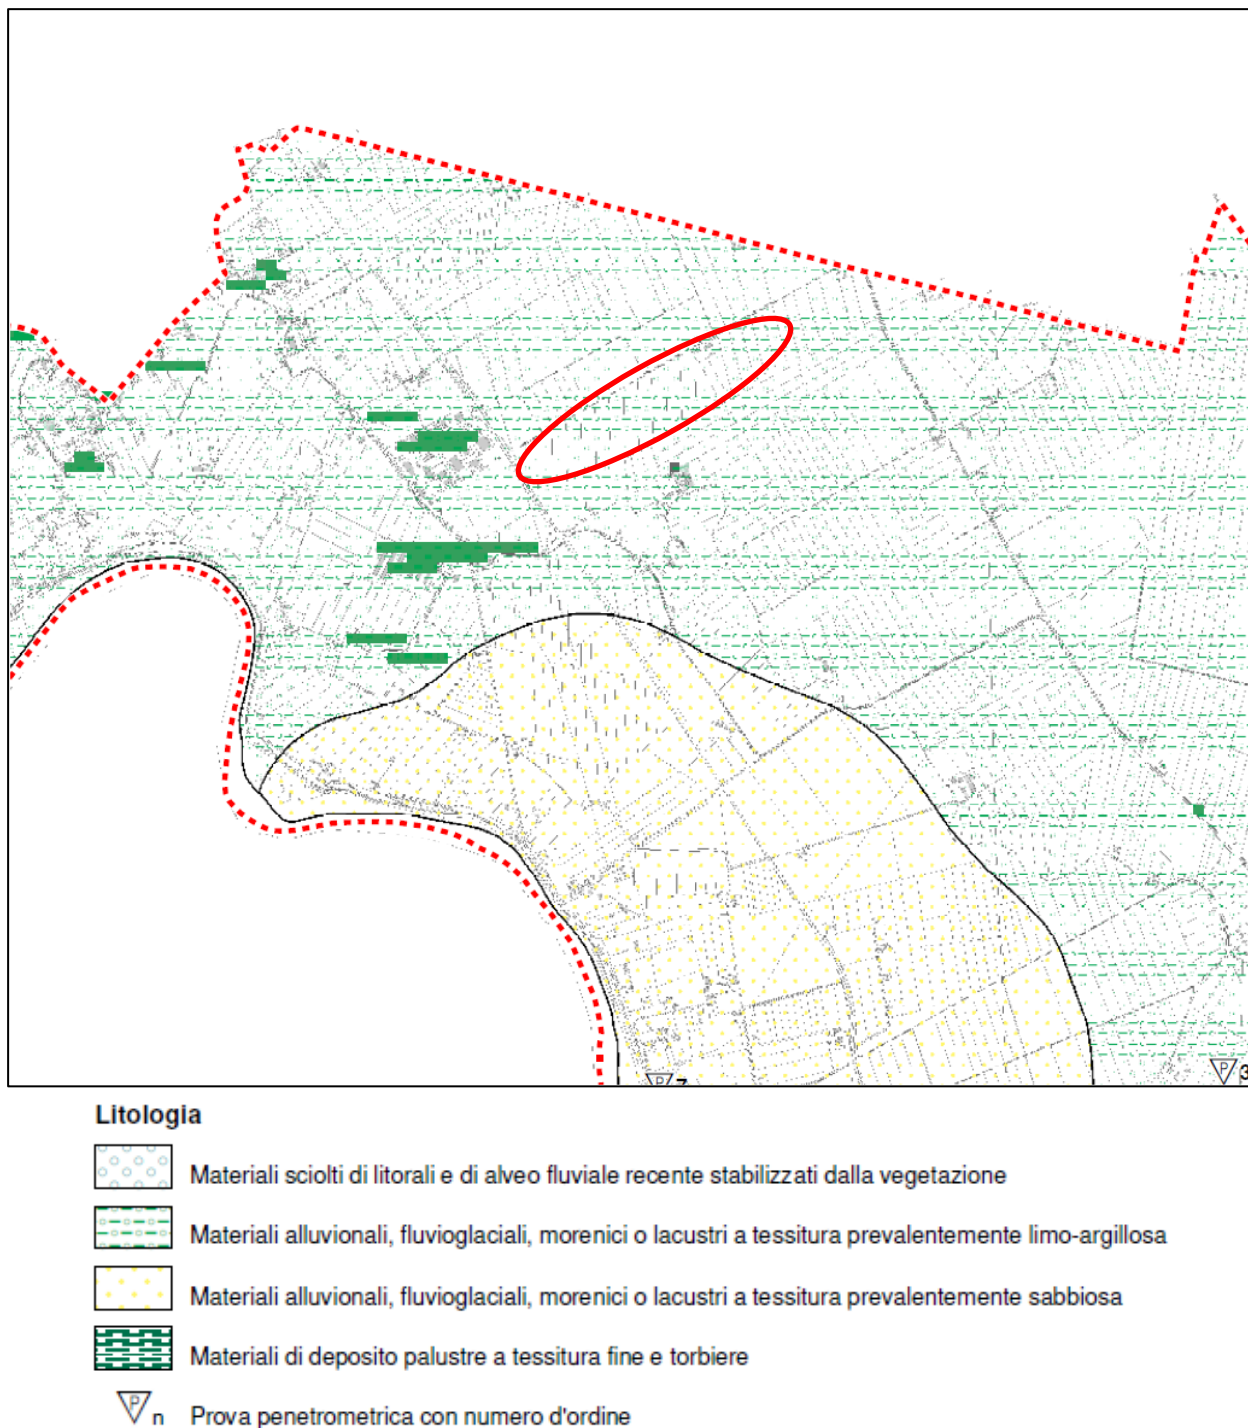 P 7
P 3
Litologia
Materiali sciolti di litorali e di alveo fluviale recente stabilizzati dalla vegetazione
Materiali alluvionali, fluvioglaciali, morenici o lacustri a tessitura prevalentemente limo-argillosa
Materiali alluvionali, fluvioglaciali, morenici o lacustri a tessitura prevalentemente sabbiosa
Materiali di deposito palustre a tessitura fine e torbiere
P n Prova penetrometrica con numero d'ordine